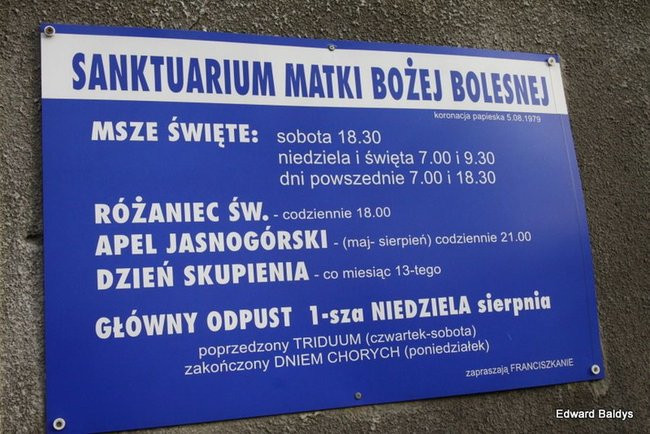 SANKTUARIUM MATKI BOŻEJ BOLESNEJ
koronacja papieska 5.08.1979
MSZE ŚWIĘTE: sobota 18.30
niedziela i święta 7.00 i 9.30
dni powszednie 7.00 i 18.30
RÓŻANIEC ŚW. - codziennie 18.00
APEL JASNOGÓRSKI - (maj- sierpień) codziennie 21.00
DZIEŃ SKUPIENIA - co miesiąc 13-tego
GŁÓWNY ODPUST 1-sza NIEDZIELA sierpnia
poprzedzony TRIDUUM (czwartek-sobota)
zakończony DNIEM CHORYCH (poniedziałek)
zapraszają FRANCISZKANIE
Edward Baldys